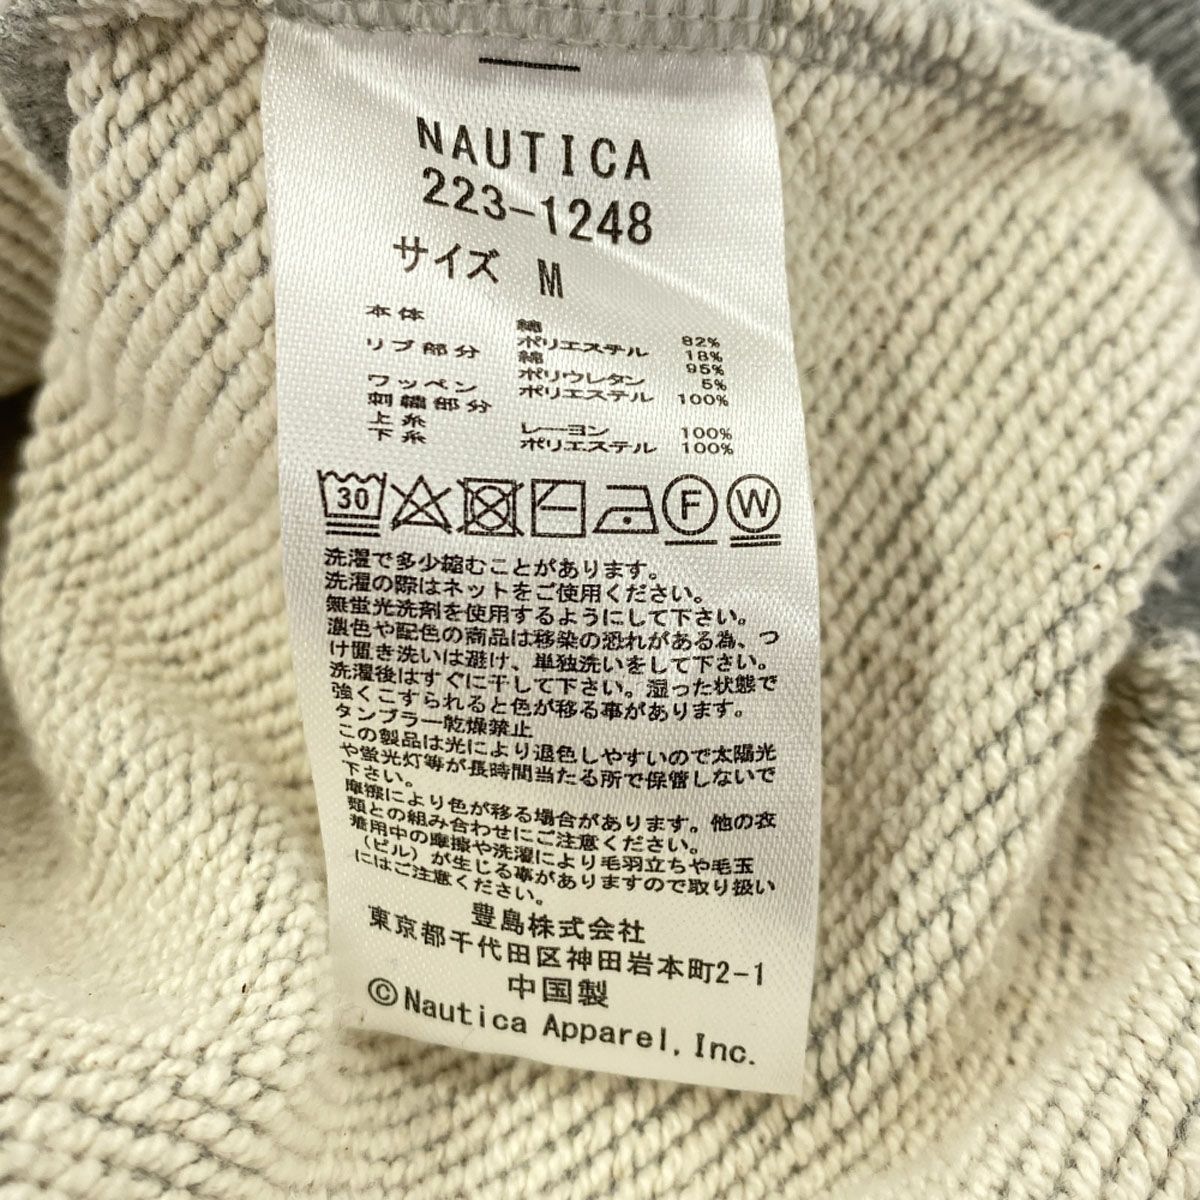 NAUTICA
223-1248
サイズ M
本体 綿 82%
ポリエステル 18%
リブ部分 綿 95%
ポリウレタン 5%
ワッペン ポリエステル 100%
刺繍部分
上糸 レーヨン 100%
下糸 ポリエステル 100%
30 F W
洗濯で多少縮むことがあります。
洗濯の際はネットをご使用ください。
無蛍光洗剤を使用するようにして下さい。
濃色や配色の商品は移染の恐れがある為、つ
け置き洗いは避け、単独洗いをして下さい。
洗濯後はすぐに干して下さい。湿った状態で
強くこすられると色が移る事があります。
タンブラー乾燥禁止
この製品は光により退色しやすいので太陽光
や蛍光灯等が長時間当たる所で保管しないで
下さい。
摩擦により色が移る場合があります。他の衣
類との組み合わせにご注意ください。
着用中の摩擦や洗濯により毛羽立ちや毛玉
（ピル）が生じる事がありますので取り扱い
にはご注意ください。
豊島株式会社
東京都千代田区神田岩本町2-1
中国製
©Nautica Apparel, Inc.